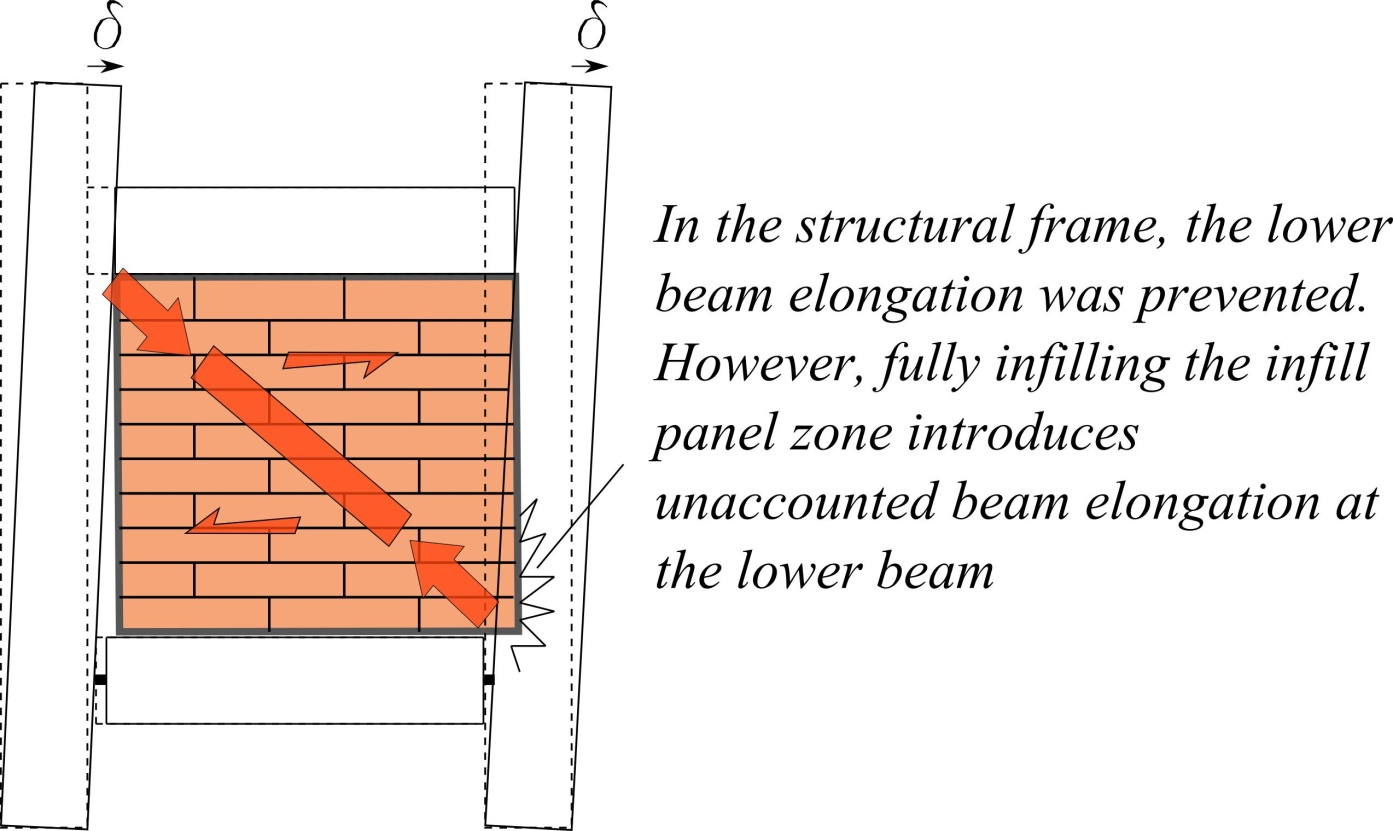 δ δ
In the structural frame, the lower
beam elongation was prevented.
However, fully infilling the infill
panel zone introduces
unaccounted beam elongation at
the lower beam